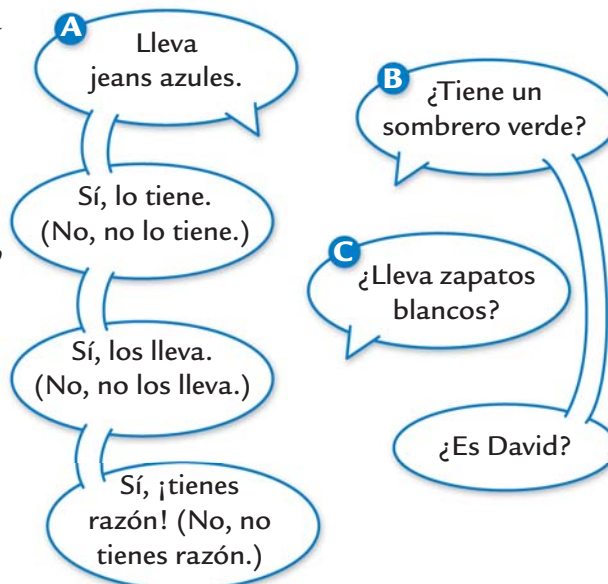 A
Lleva
jeans azules.
B
¿Tiene un
sombrero verde?
Sí, lo tiene.
(No, no lo tiene.)
C
¿Lleva zapatos
blancos?
Sí, los lleva.
(No, no los lleva.)
¿Es David?
Sí, ¡tienes
razón! (No, no
tienes razón.)